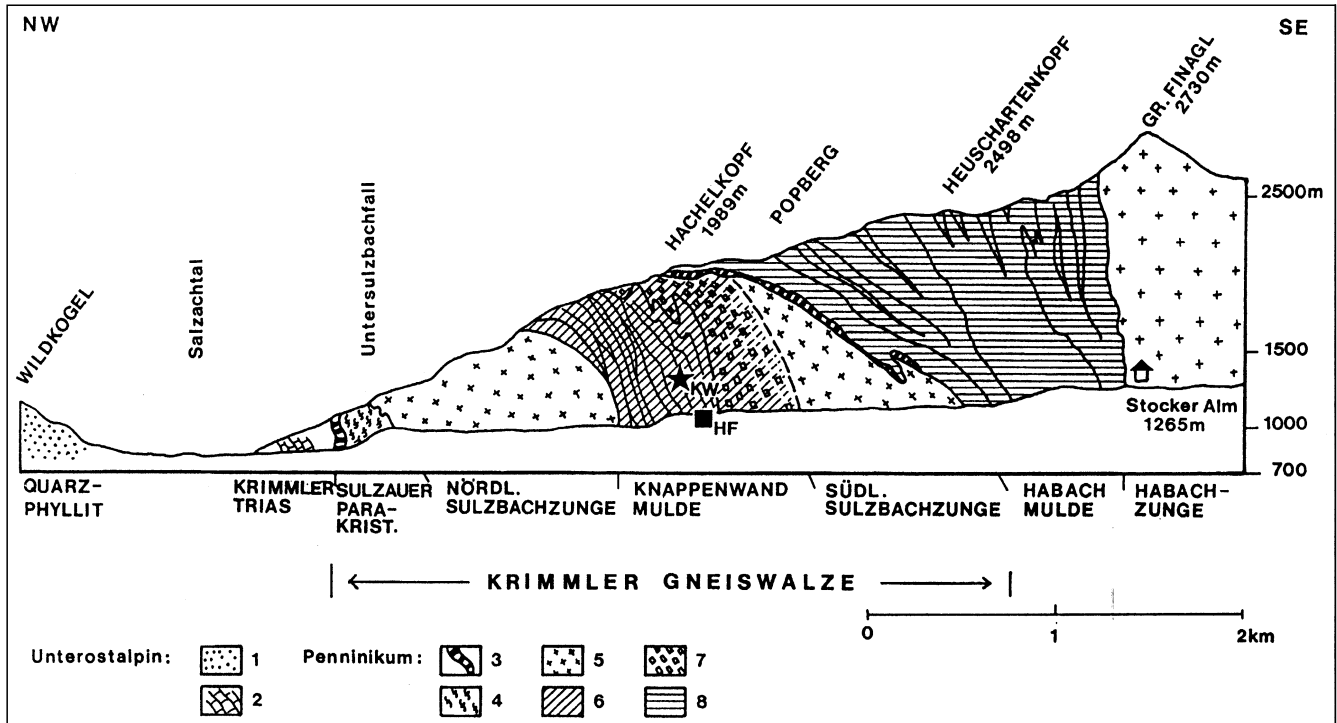 NW
SE
WILDKOGEL
Salzachtal
Untersulzbachfall
HACHELKOPF
1989m
POPBERG
HEUSCHARTENKOPF
2498 m
GR. FINAGL
2730 m
2500m
1500
1000
700
KW
HF
Stocker Alm
1265m
QUARZ-
PHYLLIT
KRIMMLER
TRIAS
SULZAUER
PARA-
KRIST.
NÖRDL.
SULZBACHZUNGE
KNAPPENWAND
MULDE
SÜDL.
SULZBACHZUNGE
HABACH
MULDE
HABACH-
ZUNGE
KRIMMLER GNEISWALZE
0 1 2km
Unterostalpin: 1 Penninikum: 3 5 7
2 4 6 8